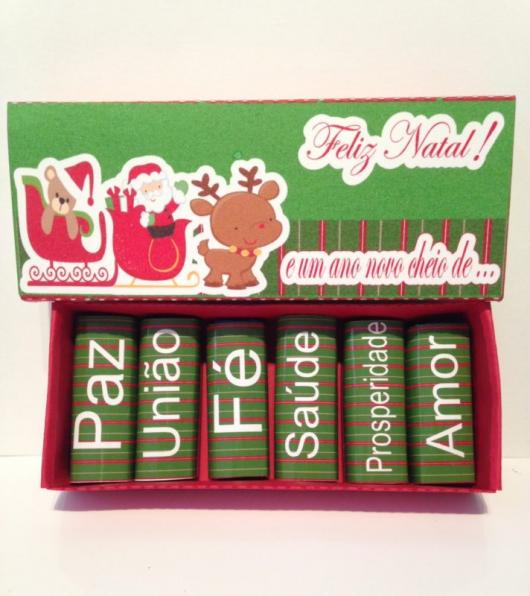 Feliz Natal!
e um ano novo cheio de...
Paz
União
Fé
Saúde
Prosperidade
Amor